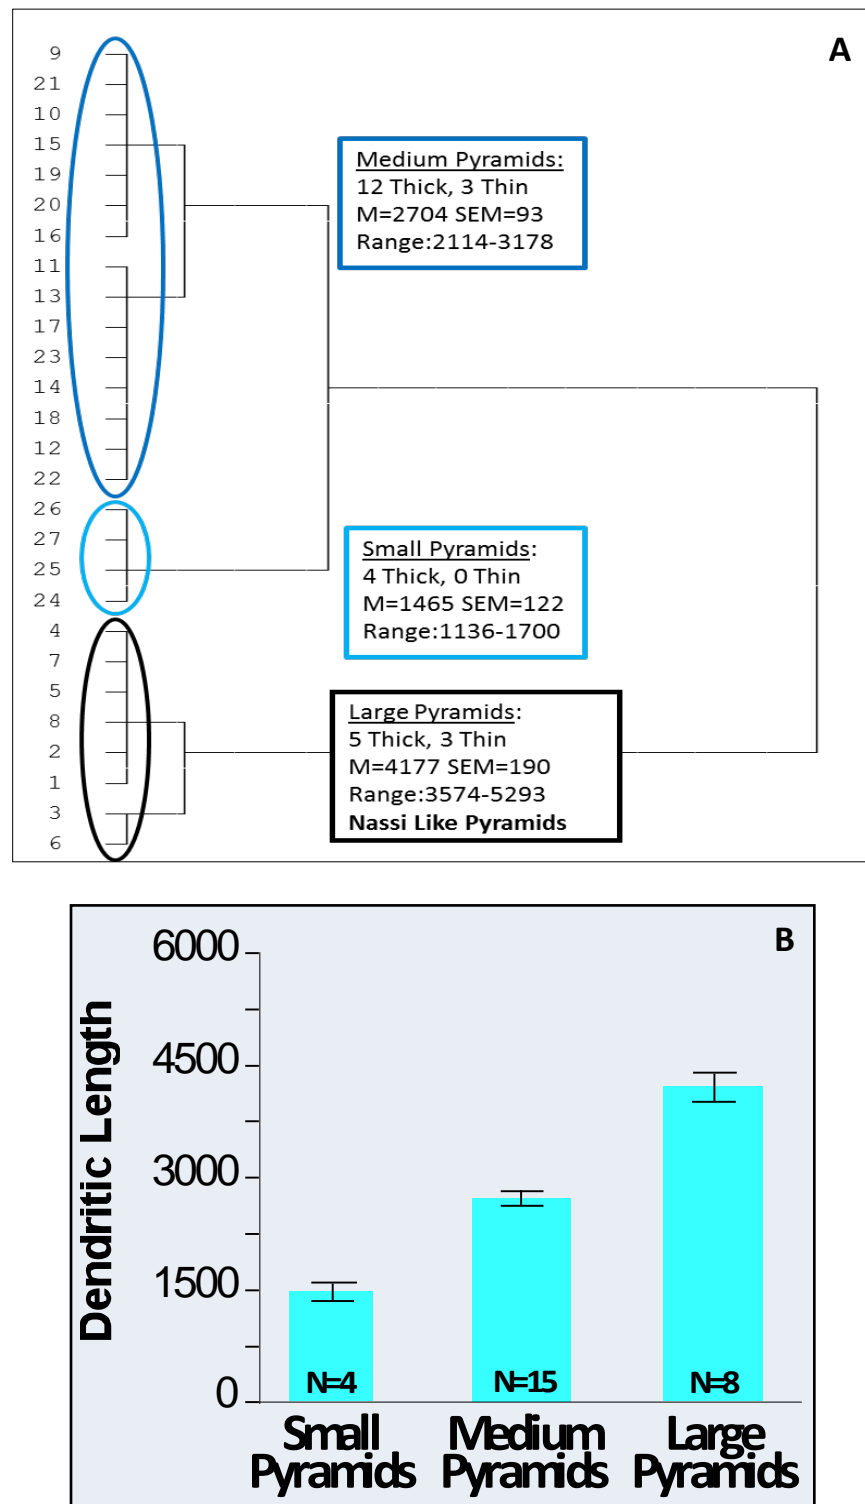 A
9
21
10
15
19
20
16
11
13
17
23
14
18
12
22
26
27
25
24
4
7
5
8
2
1
3
6
Medium Pyramids:
12 Thick, 3 Thin
M=2704 SEM=93
Range:2114-3178
Small Pyramids:
4 Thick, 0 Thin
M=1465 SEM=122
Range:1136-1700
Large Pyramids:
5 Thick, 3 Thin
M=4177 SEM=190
Range:3574-5293
Nassi Like Pyramids
B
Dendritic Length
6000
4500
3000
1500
0
N=4
N=15
N=8
Small
Pyramids
Medium
Pyramids
Large
Pyramids